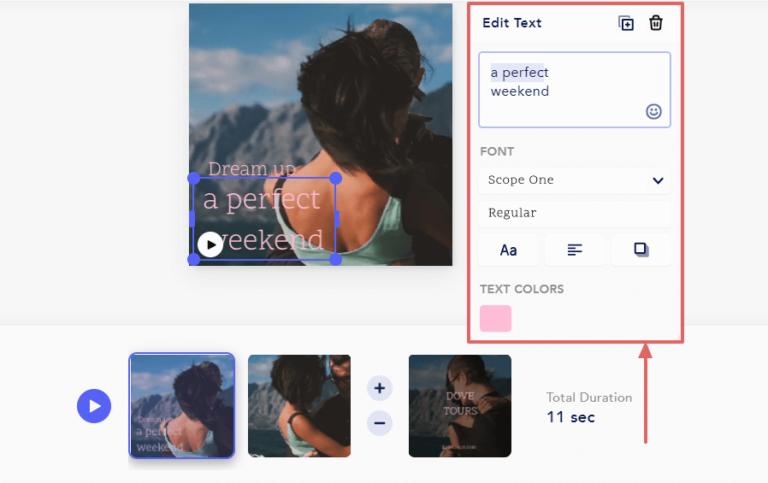 Edit Text
a perfect
weekend
FONT
Scope One
Regular
Aa
TEXT COLORS
Dream up
a perfect
weekend
Dream up
a perfect
weekend
DOVE
TOURS
Total Duration
11 sec